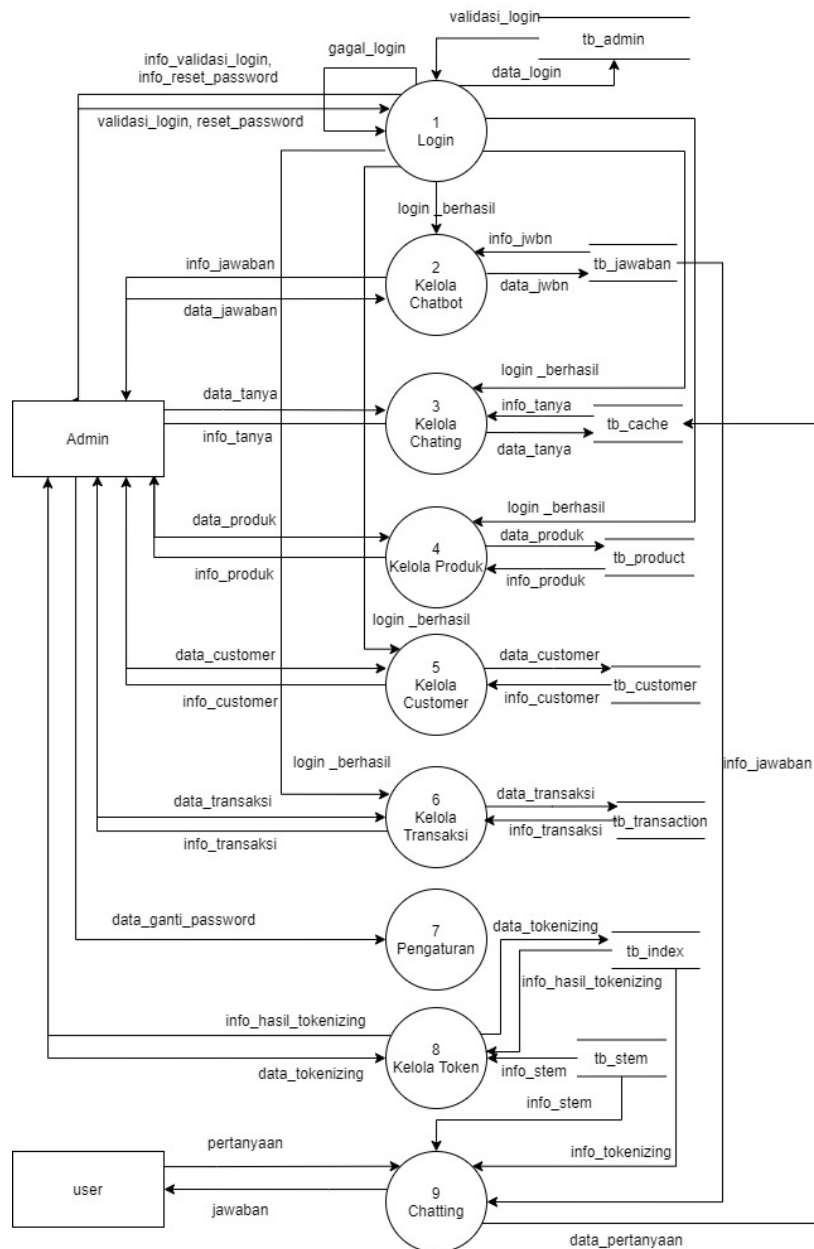 validasi_login
tb_admin
gagal_login
info_validasi_login,
info_reset_password
data_login
validasi_login, reset_password
1
Login
login _berhasil
info_jwbn
info_jawaban
2
Kelola
Chatbot
tb_jawaban
data_jwbn
data_jawaban
login _berhasil
data_tanya
info_tanya
3
Kelola
Chating
tb_cache
Admin
info_tanya
data_tanya
login _berhasil
data_produk
data_produk
4
Kelola Produk
tb_product
info_produk
info_produk
login _berhasil
data_customer
data_customer
5
Kelola
Customer
tb_customer
info_customer
info_customer
info_jawaban
login _berhasil
data_transaksi
data_transaksi
6
Kelola
Transaksi
tb_transaction
info_transaksi
info_transaksi
data_ganti_password
7
Pengaturan
data_tokenizing
tb_index
info_hasil_tokenizing
info_hasil_tokenizing
8
Kelola Token
tb_stem
info_stem
data_tokenizing
info_stem
pertanyaan
info_tokenizing
user
9
Chatting
jawaban
data_pertanyaan